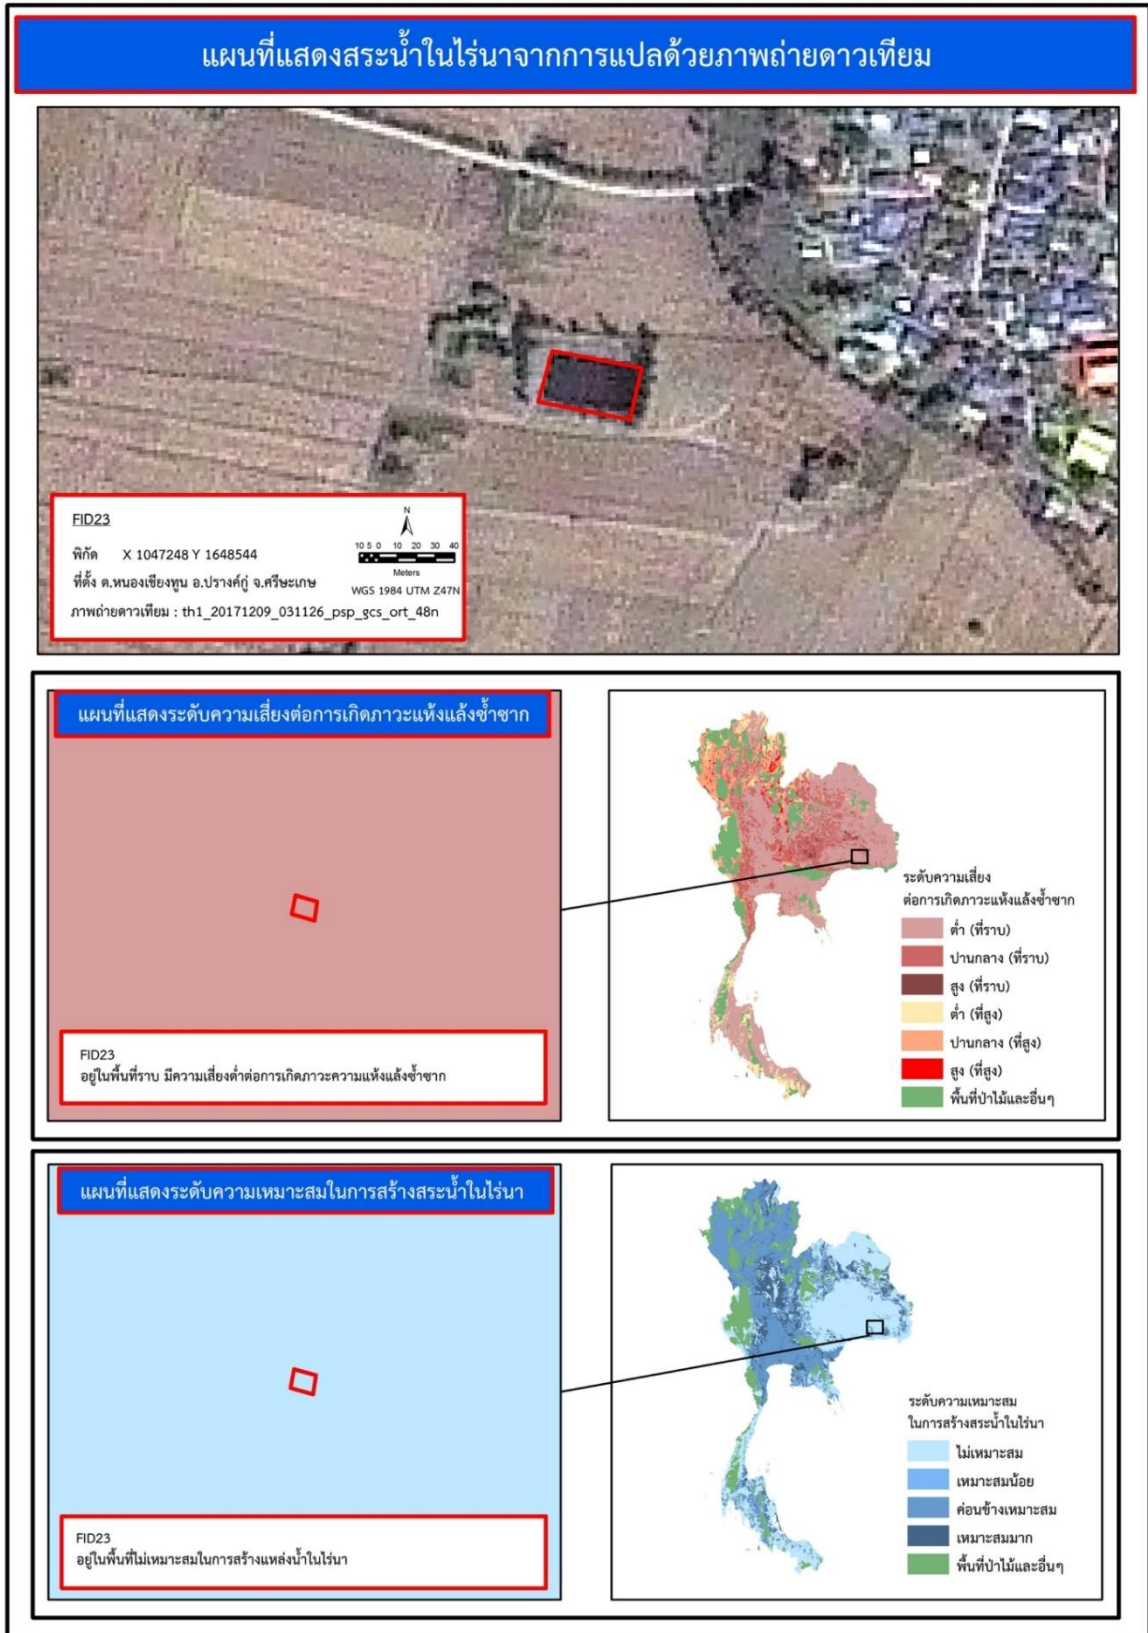 แผนที่แสดงสระน้ำในไร่นาจากการแปลด้วยภาพถ่ายดาวเทียม
FID23
พิกัด X 1047248 Y 1648544
ที่ตั้ง ต.หนองเชียงทูน อ.ปรางค์กู่ จ.ศรีษะเกษ
ภาพถ่ายดาวเทียม : th1_20171209_031126_psp_gcs_ort_48n
N
10 5 0 10 20 30 40
Meters
WGS 1984 UTM Z47N
แผนที่แสดงระดับความเสี่ยงต่อการเกิดภาวะแห้งแล้งซ้ำซาก
FID23
อยู่ในพื้นที่ราบ มีความเสี่ยงต่ำต่อการเกิดภาวะความแห้งแล้งซ้ำซาก
ระดับความเสี่ยง
ต่อการเกิดภาวะแห้งแล้งซ้ำซาก
ต่ำ (ที่ราบ)
ปานกลาง (ที่ราบ)
สูง (ที่ราบ)
ต่ำ (ที่สูง)
ปานกลาง (ที่สูง)
สูง (ที่สูง)
พื้นที่ป่าไม้และอื่นๆ
แผนที่แสดงระดับความเหมาะสมในการสร้างสระน้ำในไร่นา
FID23
อยู่ในพื้นที่ไม่เหมาะสมในการสร้างแหล่งน้ำในไร่นา
ระดับความเหมาะสม
ในการสร้างสระน้ำในไร่นา
ไม่เหมาะสม
เหมาะสมน้อย
ค่อนข้างเหมาะสม
เหมาะสมมาก
พื้นที่ป่าไม้และอื่นๆ